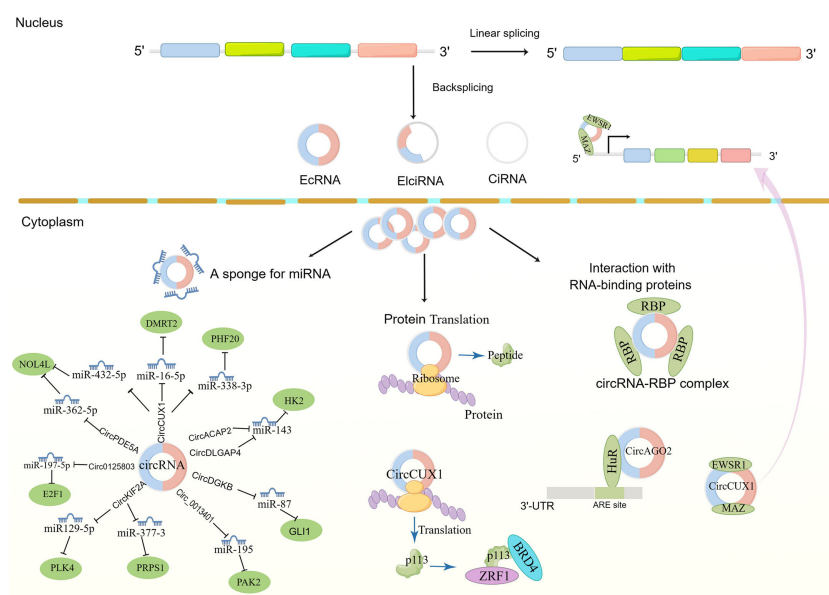 Nucleus
5'
3'
Linear splicing
5'
3'
Backsplicing
EcRNA
ElciRNA
CiRNA
EWSR1
MAZ
5'
3'
Cytoplasm
A sponge for miRNA
Interaction with
RNA-binding proteins
RBP
RBP
RBP
circRNA-RBP complex
Protein Translation
Ribosome
Peptide
Protein
DMRT2
PHF20
NOL4L
miR-432-5p
miR-16-5p
miR-338-3p
HK2
miR-362-5p
CircCUX1
miR-143
CircACAP2
CircDLGAP4
CircPDE5A
circRNA
miR-197-5p
Circ0125803
CircDGKB
E2F1
CircKIF2A
Circ_0013401
miR-87
miR129-5p
miR-377-3
miR-195
GLI1
PLK4
PRPS1
PAK2
CircCUX1
Translation
p113
p113
BRD4
ZRF1
HuR
CircAGO2
3'-UTR
ARE site
EWSR1
CircCUX1
MAZ